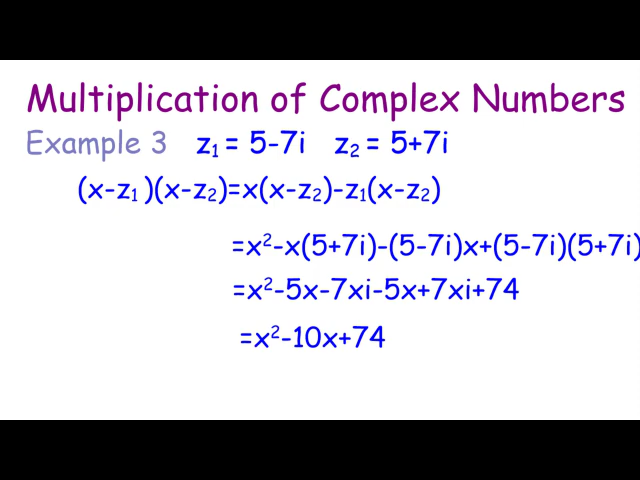 Multiplication of Complex Numbers
Example 3 z₁ = 5-7i z₂ = 5+7i
(x-z₁ )(x-z₂)=x(x-z₂)-z₁(x-z₂)
=x²-x(5+7i)-(5-7i)x+(5-7i)(5+7i)
=x²-5x-7xi-5x+7xi+74
=x²-10x+74